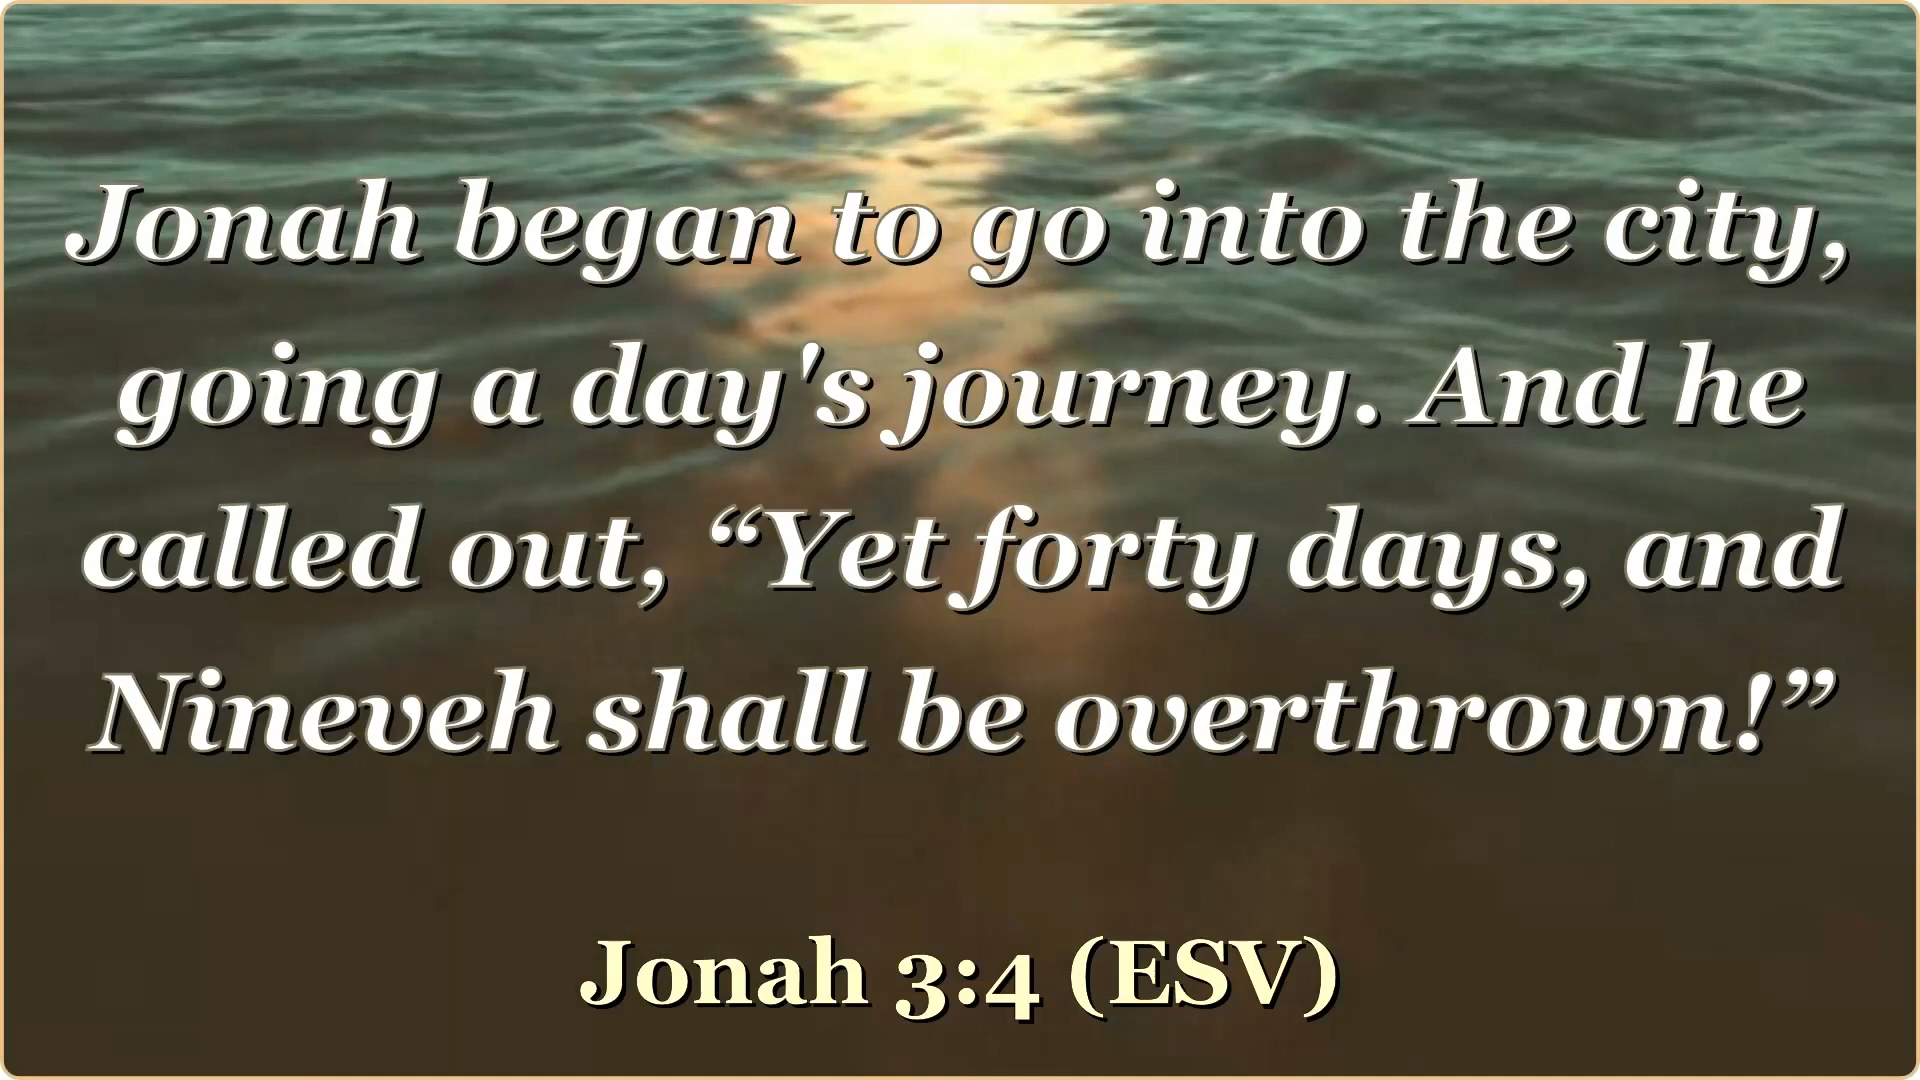 Jonah began to go into the city,
going a day's journey. And he
called out, “Yet forty days, and
Nineveh shall be overthrown!”
Jonah 3:4 (ESV)